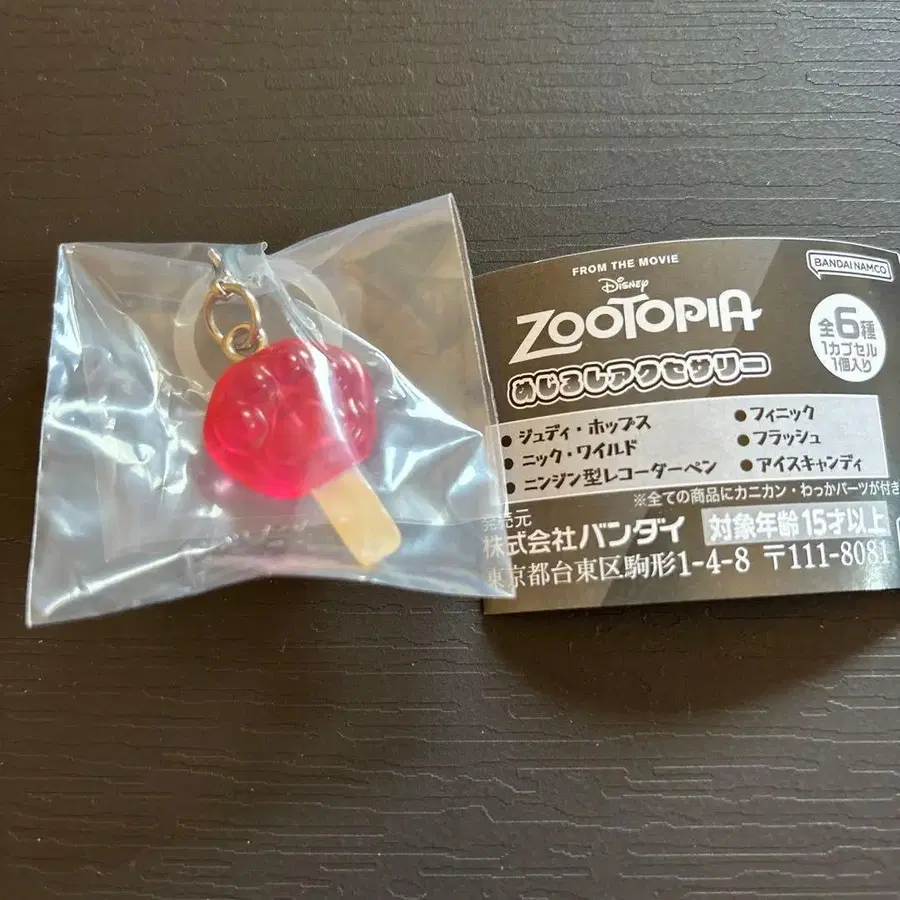 FROM THE MOVIE
Disney
ZOOTOPIA
BANDAI NAMCO
めじるしアクセサリー
全6種
1カプセル
1個入り
● ジュディ・ホップス
● ニック・ワイルド
● ニンジン型レコーダーペン
● フィニック
● フラッシュ
● アイスキャンディ
※全ての商品にカニカン・わっかパーツが付き
発売元
株式会社バンダイ
対象年齢15才以上
東京都台東区駒形1-4-8 〒111-8081